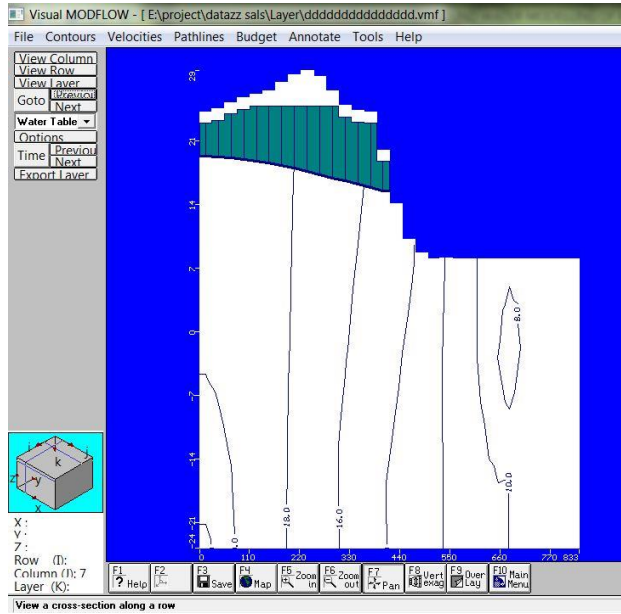 Visual MODFLOW - [ E:\project\datazz sals\Layer\dddddddddddddddd.vmf ]
File Contours Velocities Pathlines Budget Annotate Tools Help
View Column
View Row
View Layer
Goto Previou
Next
Water Table
Options
Time Previou
Next
Export Layer
29
21
14
7
0
-7
-14
-21
-24
18.0
16.0
10.0
8.0
0 110 220 330 440 550 660 770 833
i j
k
z y
x
X :
Y :
Z :
Row (I):
Column (J): 7
Layer (K):
F1 ? Help
F2
F3 Save
F4 Map
F5 Zoom in
F6 Zoom out
F7 Pan
F8 Vert exag
F9 Over Lay
F10 Main Menu
View a cross-section along a row